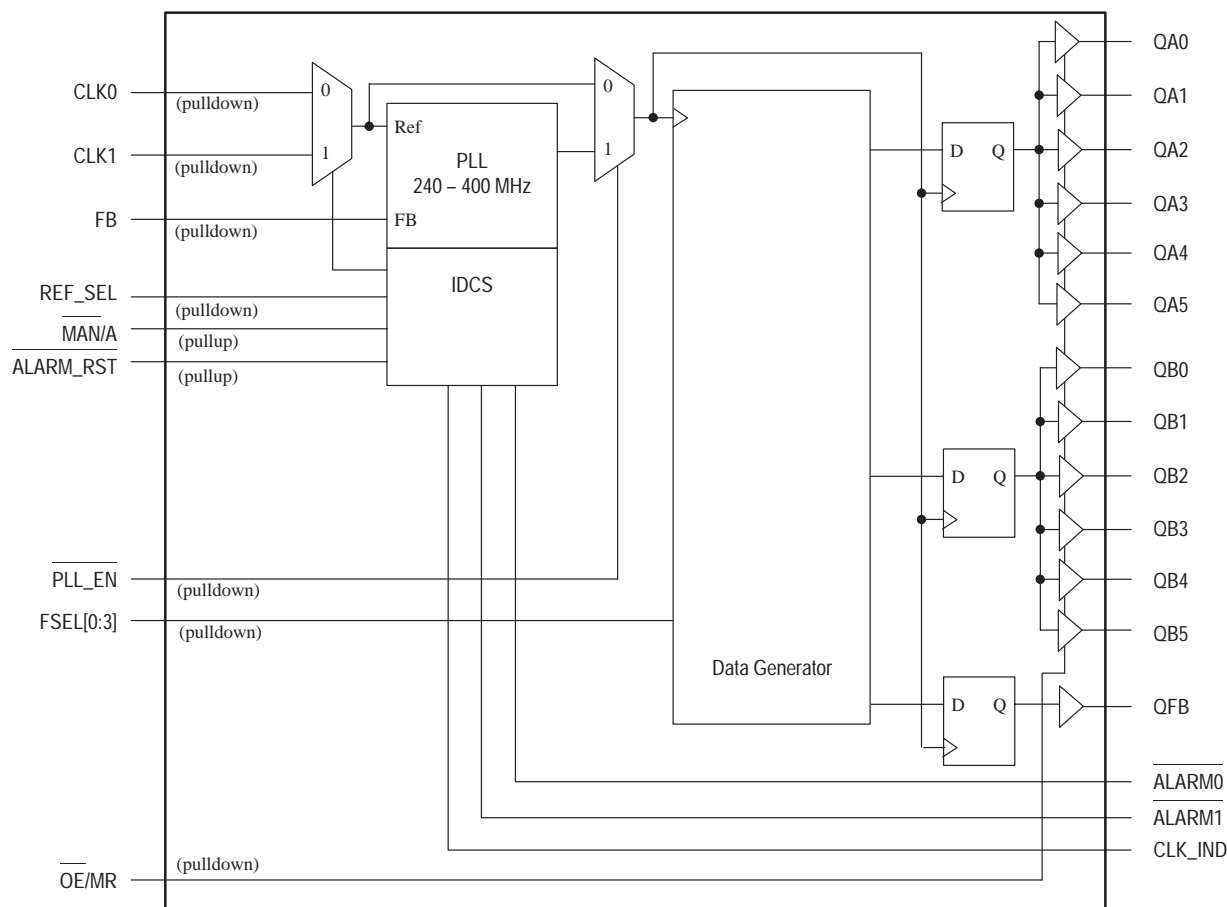 CLK0
(pulldown)
CLK1
(pulldown)
FB
(pulldown)
REF_SEL
(pulldown)
MAN/A
(pullup)
ALARM_RST
(pullup)
PLL_EN
(pulldown)
FSEL[0:3]
(pulldown)
OE/MR
(pulldown)
0
1
Ref
PLL
240 – 400 MHz
FB
IDCS
0
1
Data Generator
D Q
D Q
D Q
QA0
QA1
QA2
QA3
QA4
QA5
QB0
QB1
QB2
QB3
QB4
QB5
QFB
ALARM0
ALARM1
CLK_IND